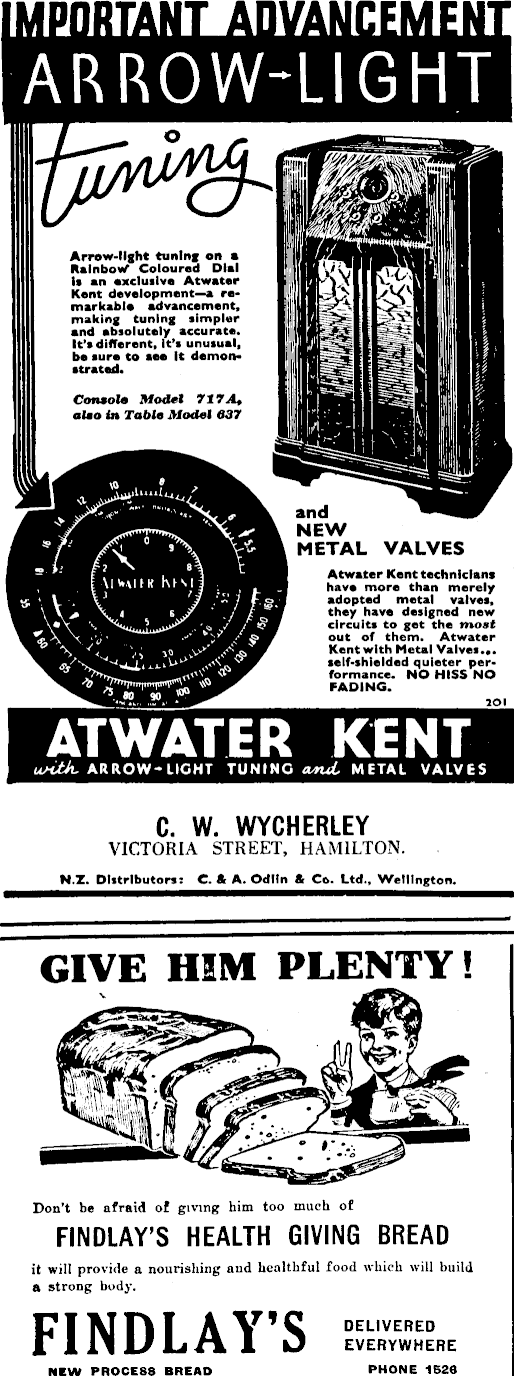 IMPORTANT ADVANCEMENT
ARROW-LIGHT
tuning
Arrow-light tuning on a
Rainbow Coloured Dial
is an exclusive Atwater
Kent development—a re-
markable advancement,
making tuning simpler
and absolutely accurate.
It's different, it's unusual,
be sure to see it demon-
strated.
Console Model 717A,
also in Table Model 637
ATWATER KENT
and
NEW
METAL VALVES
Atwater Kent technicians
have more than merely
adopted metal valves,
they have designed new
circuits to get the most
out of them. Atwater
Kent with Metal Valves...
self-shielded quieter per-
formance. NO HISS NO
FADING.
201
ATWATER KENT
with ARROW-LIGHT TUNING and METAL VALVES
C. W. WYCHERLEY
VICTORIA STREET, HAMILTON.
N.Z. Distributors: C. & A. Odlin & Co. Ltd., Wellington.
GIVE HIM PLENTY!
Don't be afraid of giving him too much of
FINDLAY'S HEALTH GIVING BREAD
it will provide a nourishing and healthful food which will build
a strong body.
FINDLAY'S
DELIVERED
EVERYWHERE
NEW PROCESS BREAD
PHONE 1526